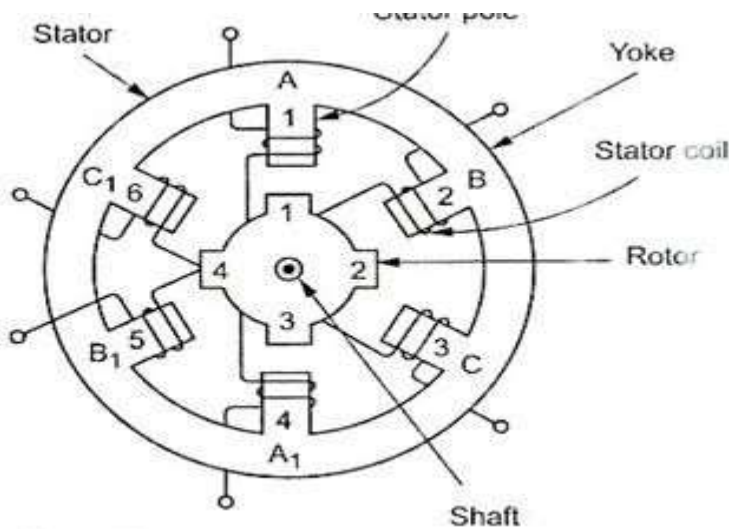 Stator pole
Stator
Yoke
A
1
Stator coil
C1
6
B
2
1
4
2
Rotor
3
B1
5
3
C
4
A1
Shaft